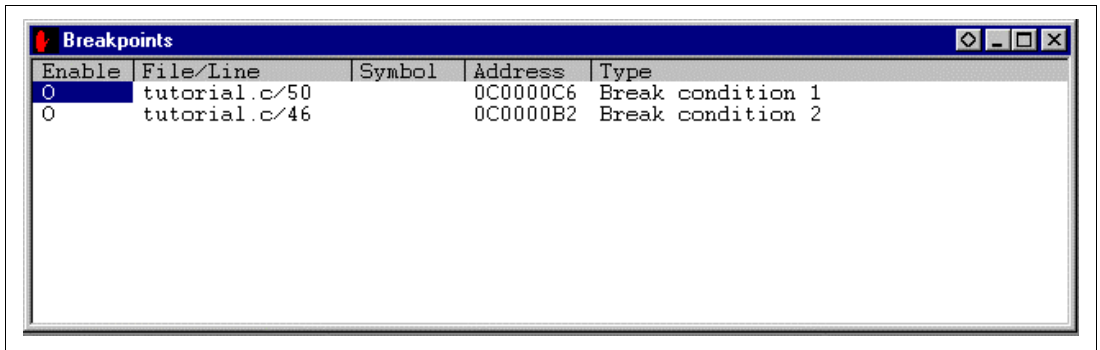 Breakpoints
Enable File/Line Symbol Address Type
O tutorial.c/50 0C0000C6 Break condition 1
O tutorial.c/46 0C0000B2 Break condition 2